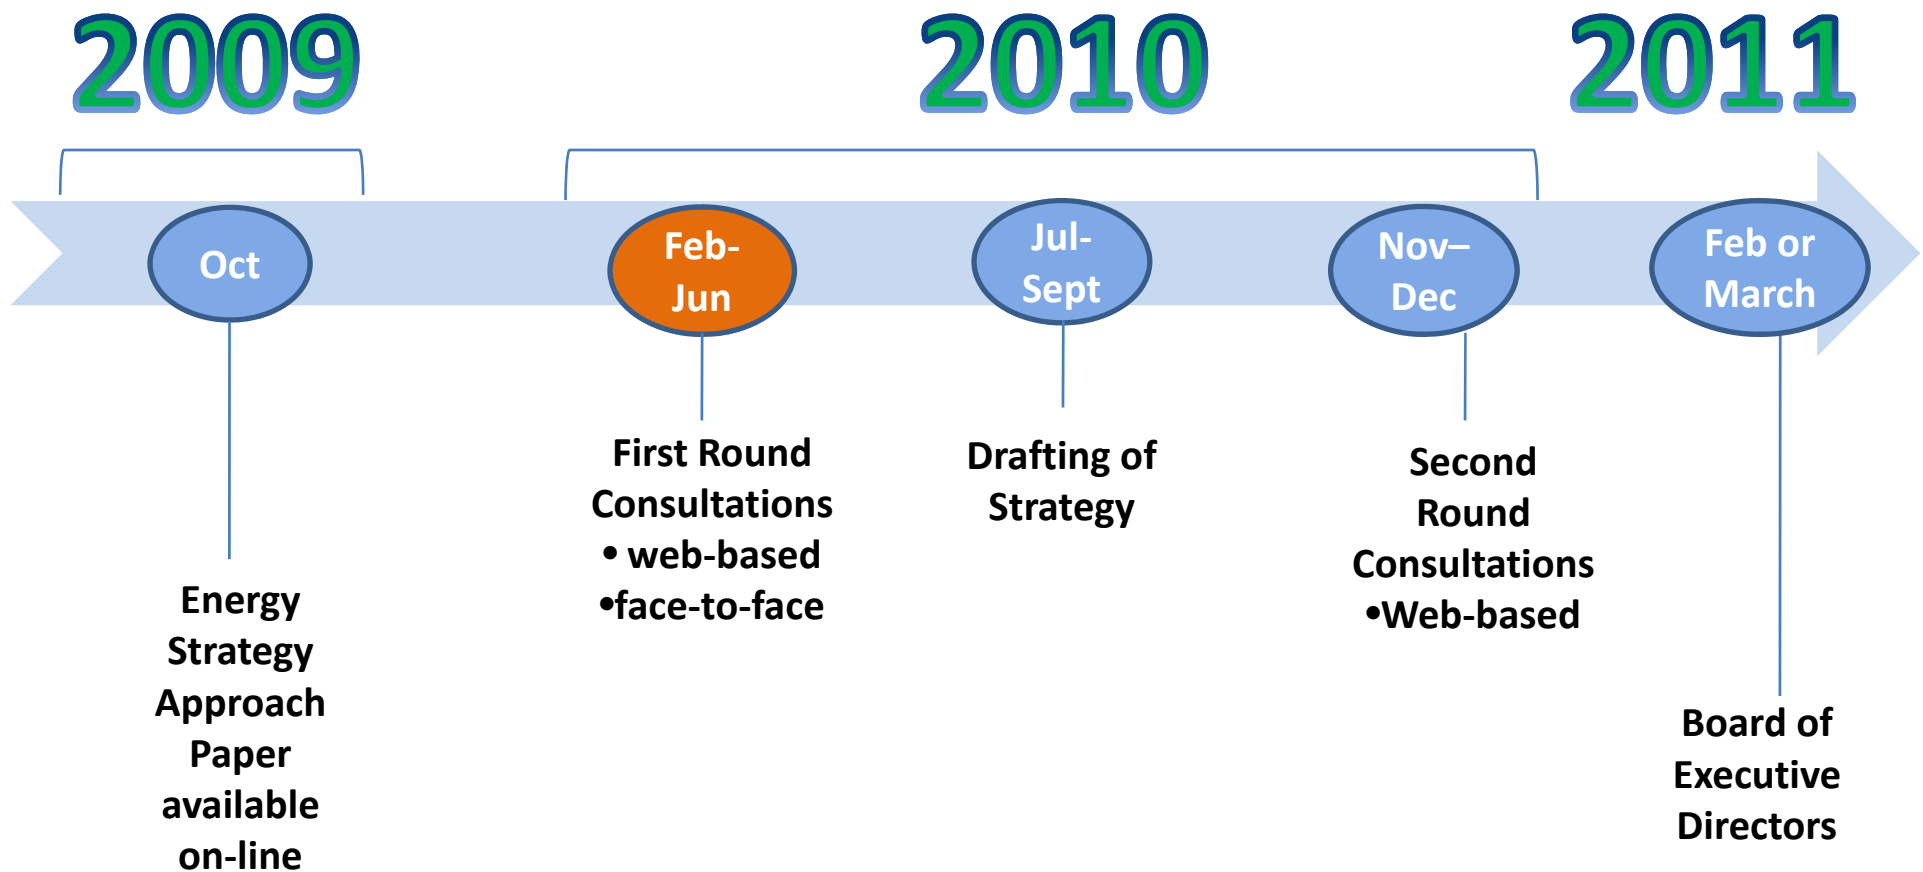 2009
2010
2011
Oct
Feb-
Jun
Jul-
Sept
Nov–
Dec
Feb or
March
Energy
Strategy
Approach
Paper
available
on-line
First Round
Consultations
• web-based
•face-to-face
Drafting of
Strategy
Second
Round
Consultations
•Web-based
Board of
Executive
Directors